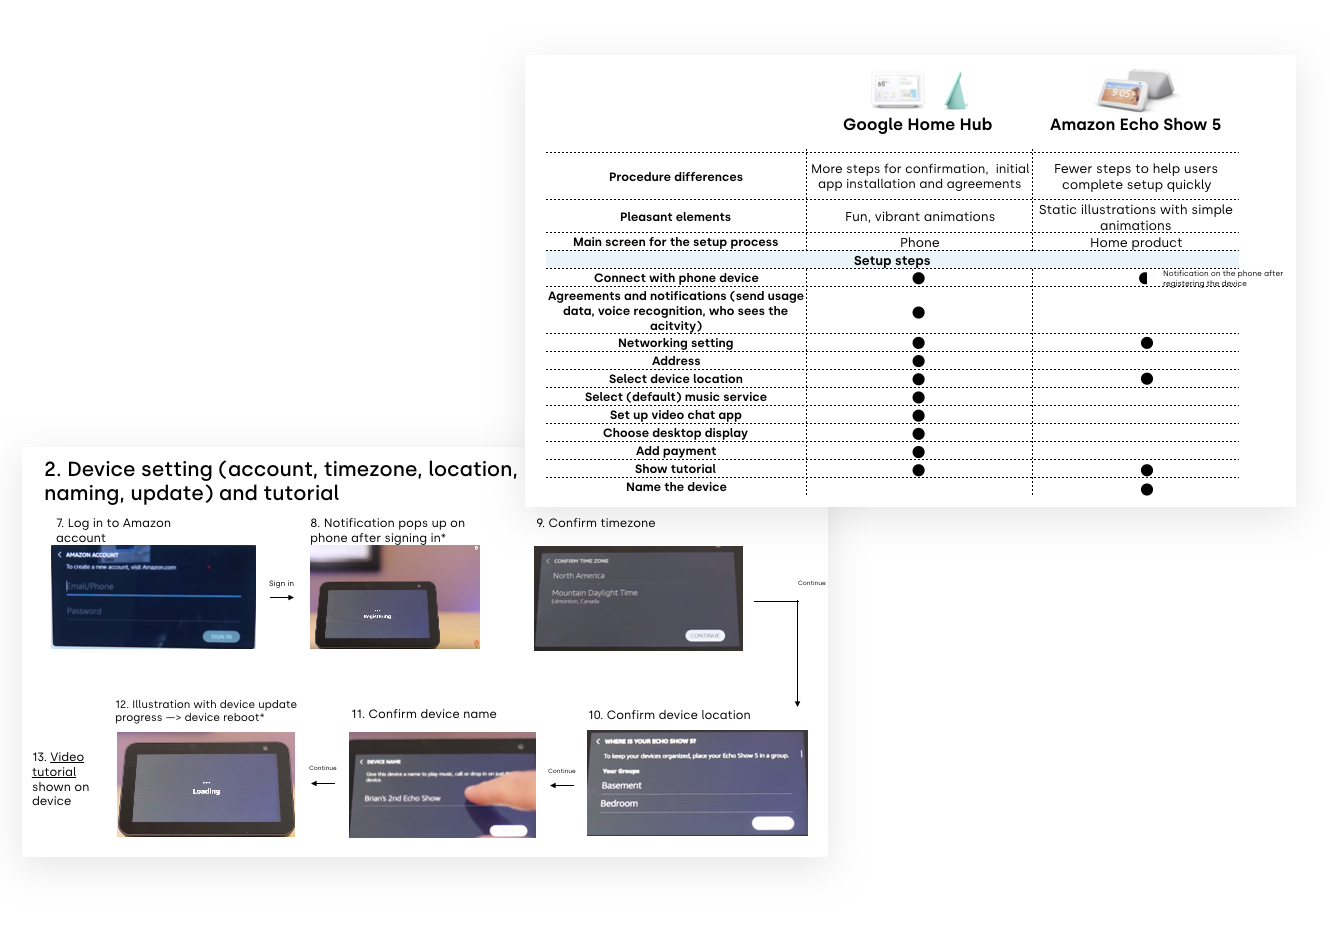 65°
9:05
Google Home Hub
Amazon Echo Show 5
Procedure differences
More steps for confirmation, initial
app installation and agreements
Fewer steps to help users
complete setup quickly
Pleasant elements
Fun, vibrant animations
Static illustrations with simple
animations
Main screen for the setup process
Phone
Home product
Setup steps
Connect with phone device
Notification on the phone after
registering the device
Agreements and notifications (send usage
data, voice recognition, who sees the
acitvity)
Networking setting
Address
Select device location
Select (default) music service
Set up video chat app
Choose desktop display
Add payment
Show tutorial
Name the device
2. Device setting (account, timezone, location,
naming, update) and tutorial
7. Log in to Amazon
account
AMAZON ACCOUNT
To create a new account, visit Amazon.com
Email/Phone
Password
SIGN IN
Sign in
8. Notification pops up on
phone after signing in*
Registering
9. Confirm timezone
CONFIRM TIME ZONE
North America
Mountain Daylight Time
Edmonton, Canada
CONTINUE
Continue
10. Confirm device location
WHERE IS YOUR ECHO SHOW 5?
To keep your devices organized, place your Echo Show 5 in a group.
Your Groups
Basement
Bedroom
Continue
11. Confirm device name
DEVICE NAME
Give this device a name to play music, call or drop in on just
device.
Brian's 2nd Echo Show
Continue
12. Illustration with device update
progress —> device reboot*
Loading
13. Video
tutorial
shown on
device